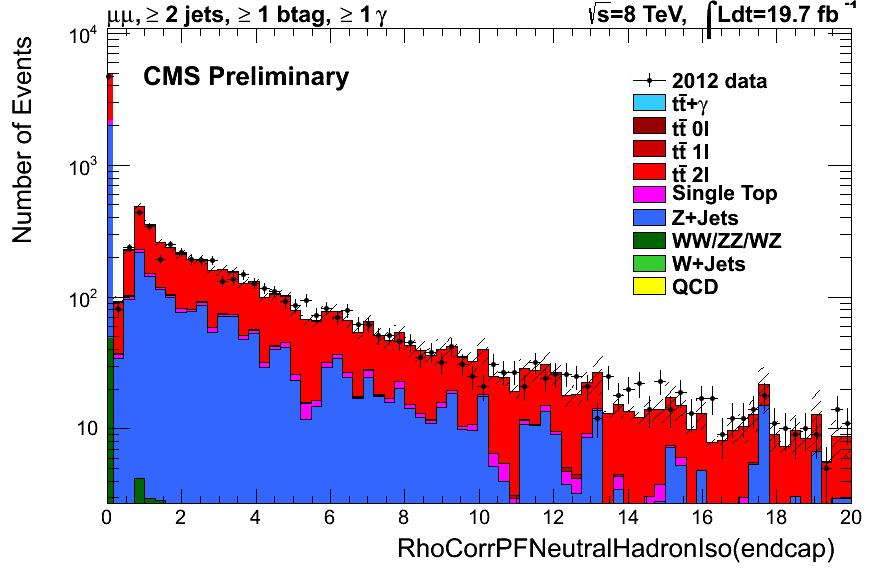 μμ, ≥ 2 jets, ≥ 1 btag, ≥ 1 γ
√s=8 TeV, ∫Ldt=19.7 fb⁻¹
CMS Preliminary
2012 data
tt̄+γ
tt̄ 0l
tt̄ 1l
tt̄ 2l
Single Top
Z+Jets
WW/ZZ/WZ
W+Jets
QCD
Number of Events
10⁴
10³
10²
10
0 2 4 6 8 10 12 14 16 18 20
RhoCorrPFNeutralHadronIso(endcap)